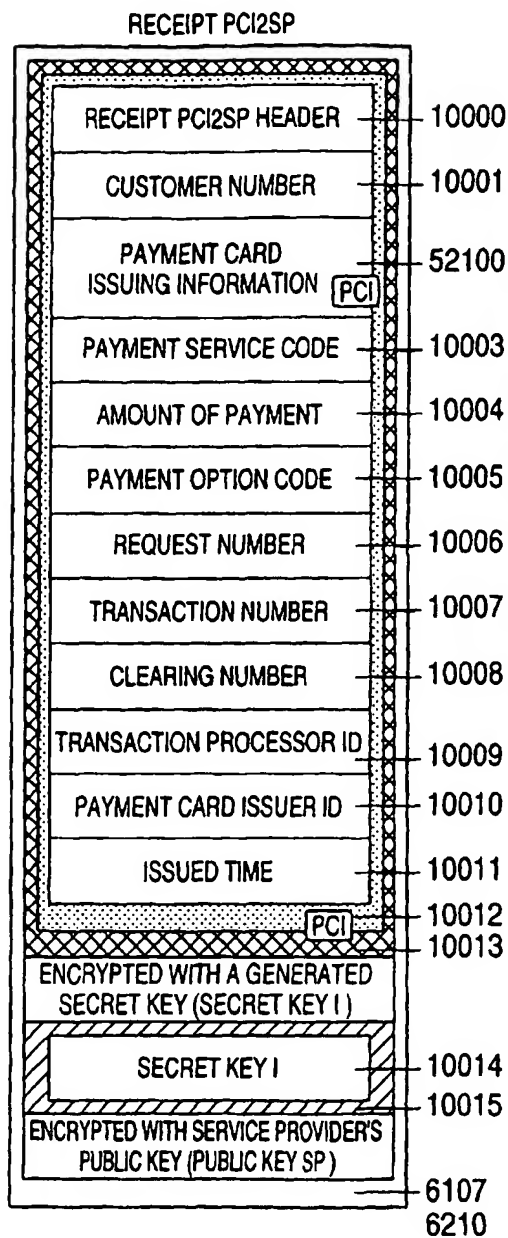 RECEIPT PCI2SP
RECEIPT PCI2SP HEADER 10000
CUSTOMER NUMBER 10001
PAYMENT CARD
ISSUING INFORMATION 52100
PCI
PAYMENT SERVICE CODE 10003
AMOUNT OF PAYMENT 10004
PAYMENT OPTION CODE 10005
REQUEST NUMBER 10006
TRANSACTION NUMBER 10007
CLEARING NUMBER 10008
TRANSACTION PROCESSOR ID 10009
PAYMENT CARD ISSUER ID 10010
ISSUED TIME 10011
PCI 10012
10013
ENCRYPTED WITH A GENERATED
SECRET KEY (SECRET KEY I)
SECRET KEY I 10014
10015
ENCRYPTED WITH SERVICE PROVIDER'S
PUBLIC KEY (PUBLIC KEY SP)
6107
6210